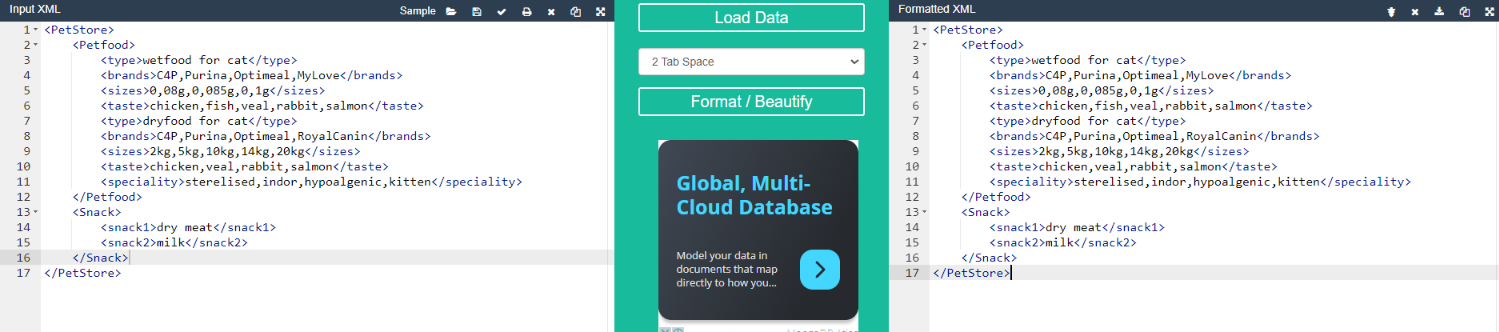 Input XML
Sample
1 <PetStore>
2 <Petfood>
3 <type>wetfood for cat</type>
4 <brands>C4P,Purina,Optimeal,MyLove</brands>
5 <sizes>0,08g,0,085g,0,1g</sizes>
6 <taste>chicken,fish,veal,rabbit,salmon</taste>
7 <type>dryfood for cat</type>
8 <brands>C4P,Purina,Optimeal,RoyalCanin</brands>
9 <sizes>2kg,5kg,10kg,14kg,20kg</sizes>
10 <taste>chicken,veal,rabbit,salmon</taste>
11 <speciality>sterelised,indor,hypoalgenic,kitten</speciality>
12 </Petfood>
13 <Snack>
14 <snack1>dry meat</snack1>
15 <snack2>milk</snack2>
16 </Snack>
17 </PetStore>
Load Data
2 Tab Space
Format / Beautify
Global, Multi-
Cloud Database
Model your data in
documents that map
directly to how you...
Formatted XML
1 <PetStore>
2 <Petfood>
3 <type>wetfood for cat</type>
4 <brands>C4P,Purina,Optimeal,MyLove</brands>
5 <sizes>0,08g,0,085g,0,1g</sizes>
6 <taste>chicken,fish,veal,rabbit,salmon</taste>
7 <type>dryfood for cat</type>
8 <brands>C4P,Purina,Optimeal,RoyalCanin</brands>
9 <sizes>2kg,5kg,10kg,14kg,20kg</sizes>
10 <taste>chicken,veal,rabbit,salmon</taste>
11 <speciality>sterelised,indor,hypoalgenic,kitten</speciality>
12 </Petfood>
13 <Snack>
14 <snack1>dry meat</snack1>
15 <snack2>milk</snack2>
16 </Snack>
17 </PetStore>